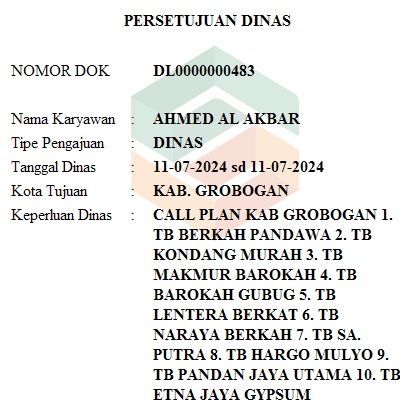 PERSETUJUAN DINAS
NOMOR DOK DL0000000483
Nama Karyawan : AHMED AL AKBAR
Tipe Pengajuan : DINAS
Tanggal Dinas : 11-07-2024 sd 11-07-2024
Kota Tujuan : KAB. GROBOGAN
Keperluan Dinas : CALL PLAN KAB GROBOGAN 1.
TB BERKAH PANDAWA 2. TB
KONDANG MURAH 3. TB
MAKMUR BAROKAH 4. TB
BAROKAH GUBUG 5. TB
LENTERA BERKAT 6. TB
NARAYA BERKAH 7. TB SA.
PUTRA 8. TB HARGO MULYO 9.
TB PANDAN JAYA UTAMA 10. TB
ETNA JAYA GYPSUM